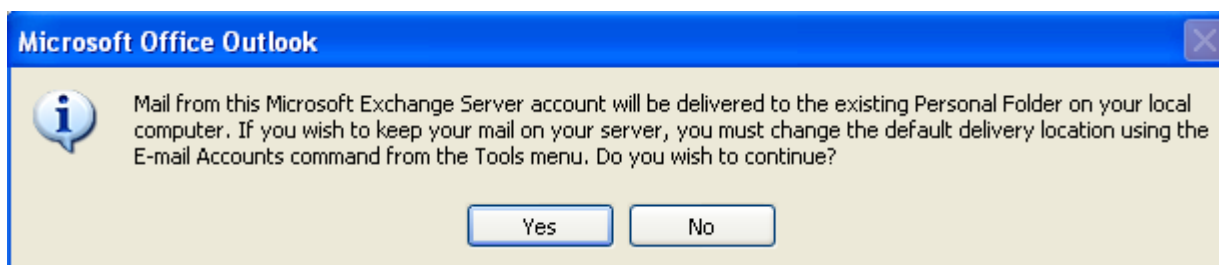 Microsoft Office Outlook
Mail from this Microsoft Exchange Server account will be delivered to the existing Personal Folder on your local
computer. If you wish to keep your mail on your server, you must change the default delivery location using the
E-mail Accounts command from the Tools menu. Do you wish to continue?
Yes No